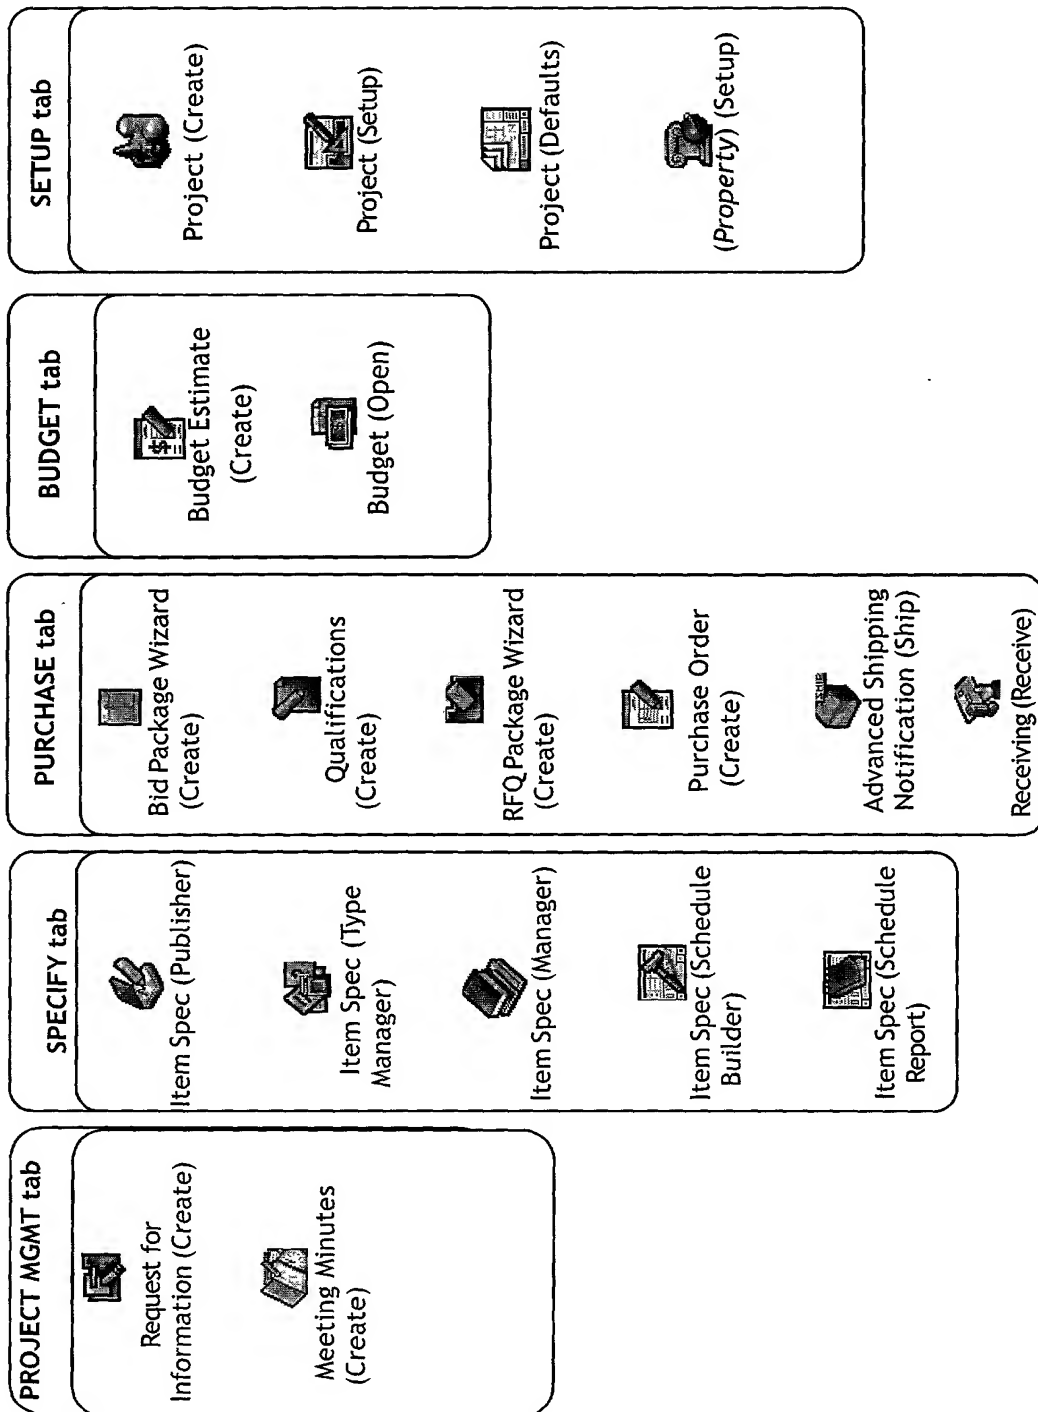 PROJECT MGMT tab
Request for
Information (Create)
Meeting Minutes
(Create)
SPECIFY tab
Item Spec (Publisher)
Item Spec (Type
Manager)
Item Spec (Manager)
Item Spec (Schedule
Builder)
Item Spec (Schedule
Report)
PURCHASE tab
Bid Package Wizard
(Create)
Qualifications
(Create)
RFQ Package Wizard
(Create)
Purchase Order
(Create)
SHIP
Advanced Shipping
Notification (Ship)
Receiving (Receive)
BUDGET tab
$
Budget Estimate
(Create)
Budget (Open)
SETUP tab
Project (Create)
Project (Setup)
Project (Defaults)
(Property) (Setup)